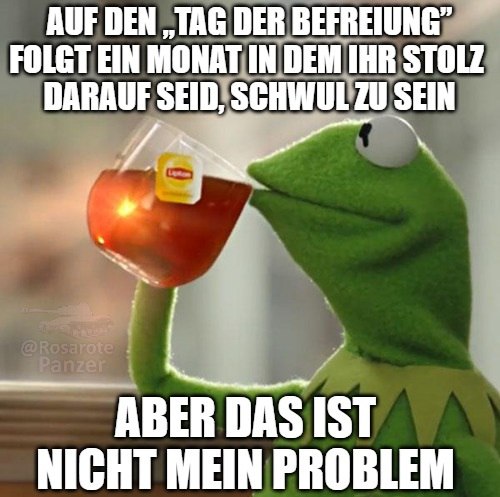 AUF DEN „TAG DER BEFREIUNG”
FOLGT EIN MONAT IN DEM IHR STOLZ
DARAUF SEID, SCHWUL ZU SEIN
Lipton
@Rosarote
Panzer
ABER DAS IST
NICHT MEIN PROBLEM